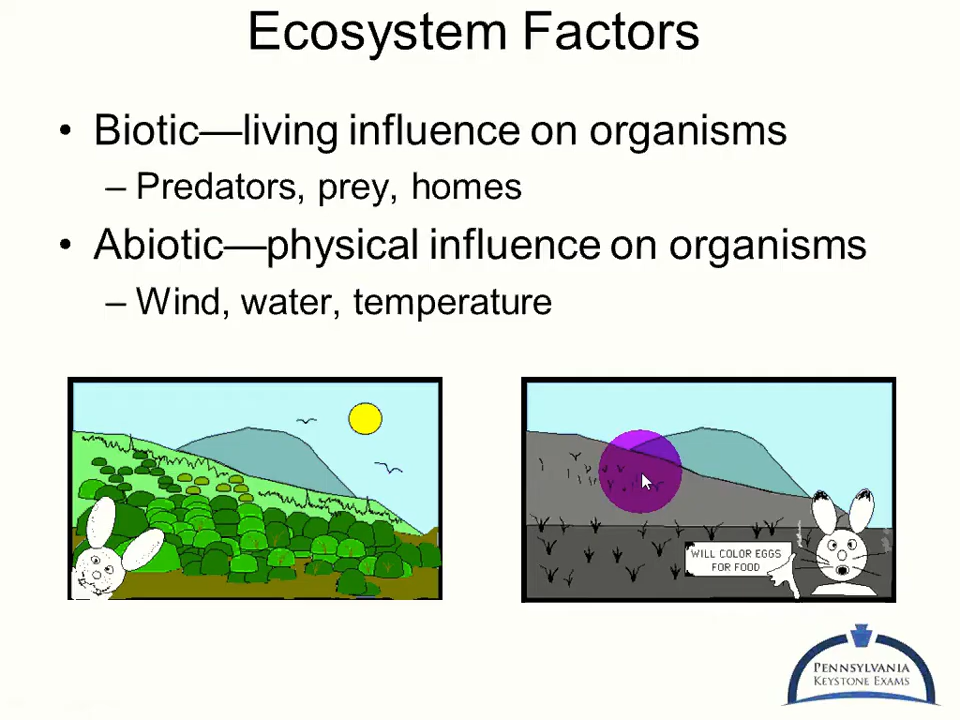 Ecosystem Factors
• Biotic—living influence on organisms
– Predators, prey, homes
• Abiotic—physical influence on organisms
– Wind, water, temperature
WILL COLOR EGGS
FOR FOOD
PENNSYLVANIA
KEYSTONE EXAMS